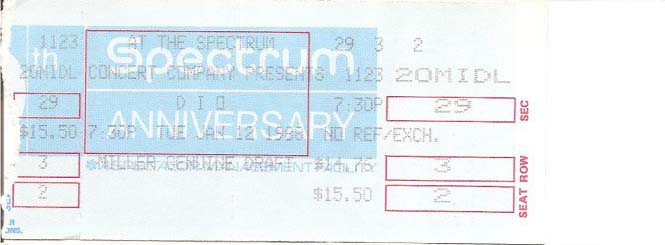 1123 AT THE SPECTRUM 29 3 2
th Spectrum
20MIDL CONCERT COMPANY PRESENTS 1123 20MIDL
29 D I O 7:30P 29 SEC
ANNIVERSARY
$15.50 7:30P TUE JAN 12 1988 NO REF/EXCH.
3 MILLER GENUINE DRAFT $14.76 3 ROW
2 $15.50 2 SEAT